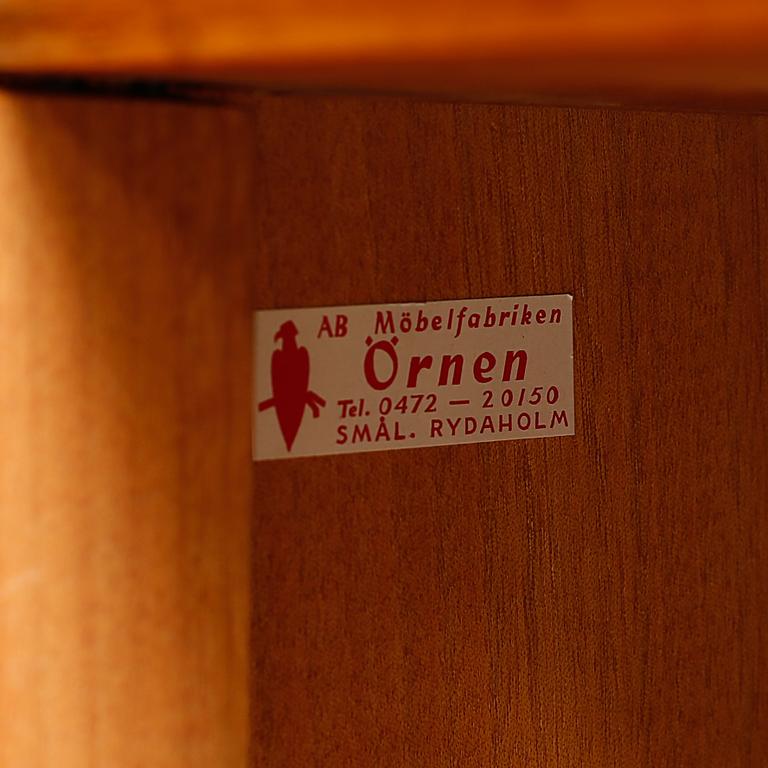 AB Möbelfabriken
Örnen
Tel. 0472 — 20150
SMÅL. RYDAHOLM